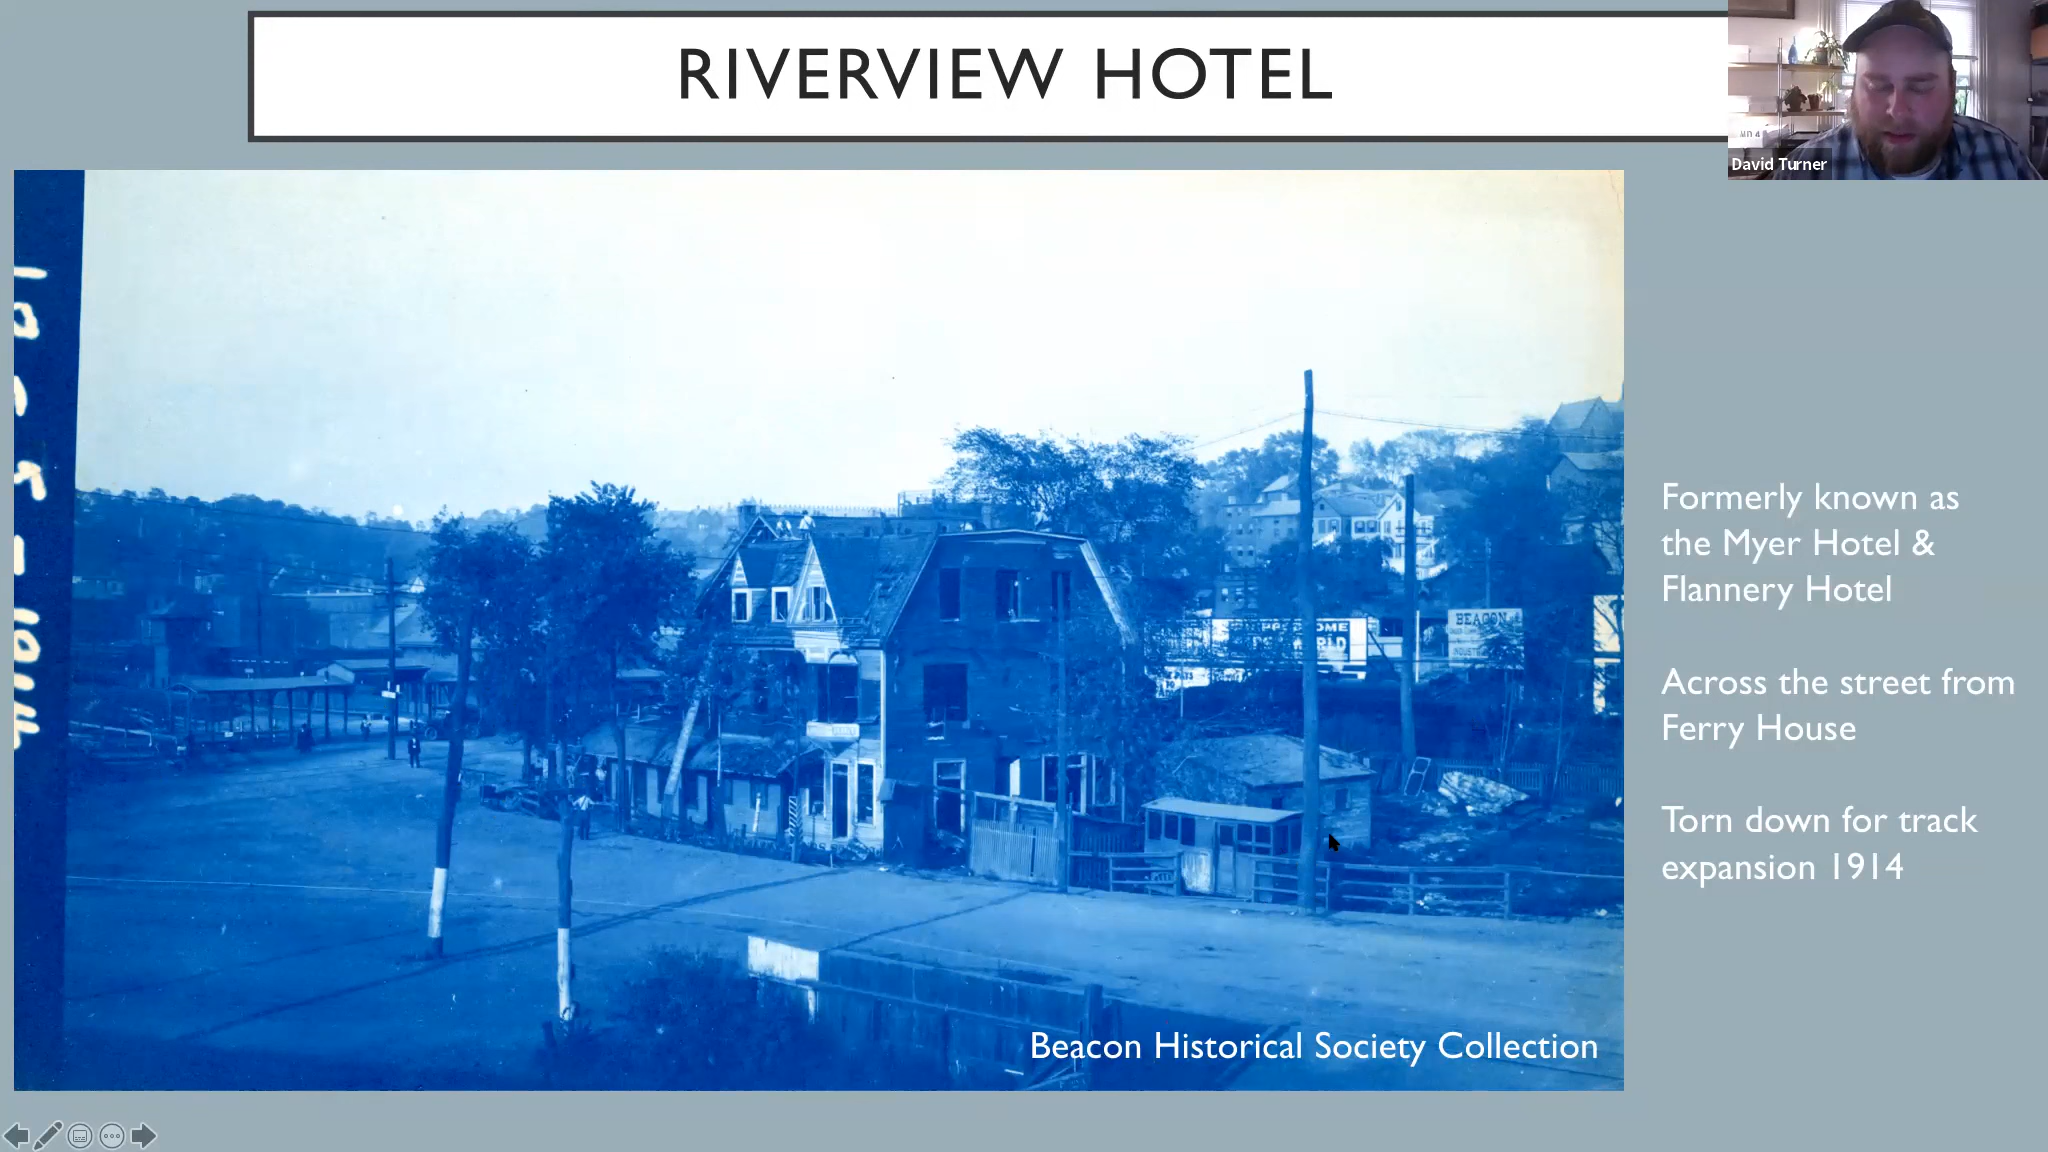 RIVERVIEW HOTEL
David Turner
Formerly known as
the Myer Hotel &
Flannery Hotel
Across the street from
Ferry House
Torn down for track
expansion 1914
BEACON
Beacon Historical Society Collection